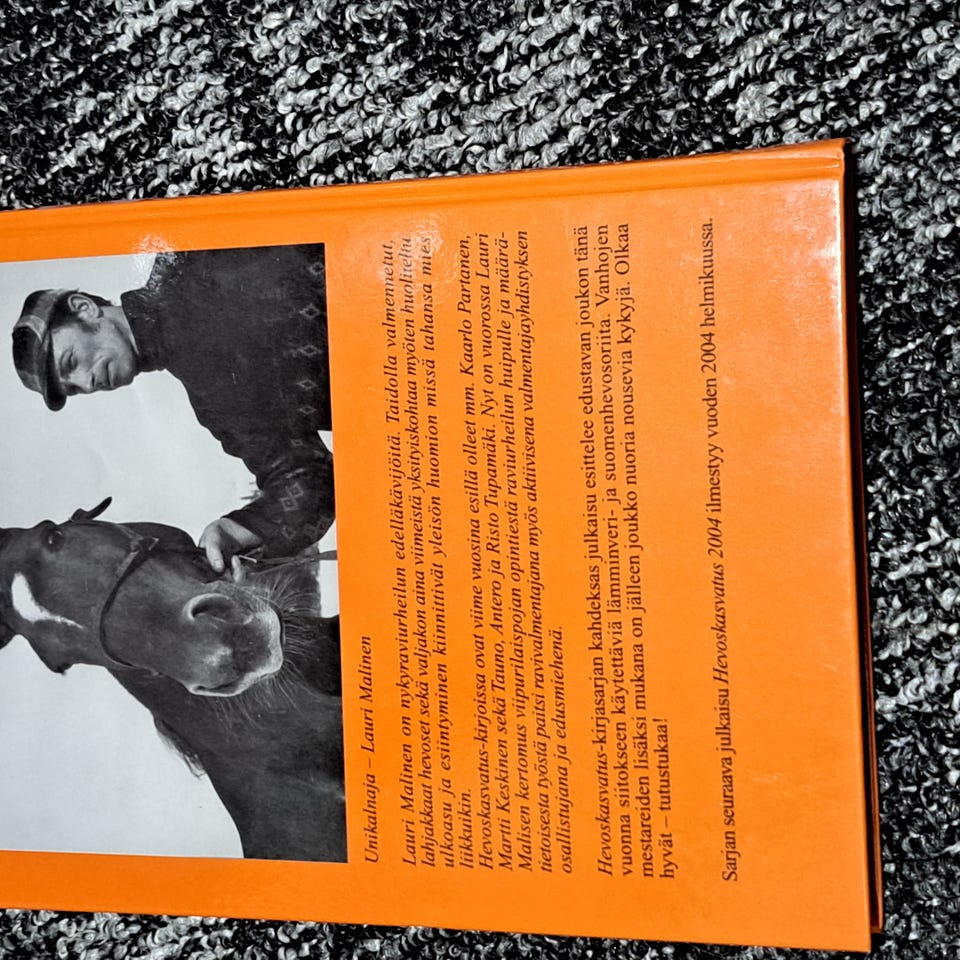 Unikalnaja – Lauri Malinen
Lauri Malinen on nykyraviurheilun edelläkävijöitä. Taidolla valmennetut,
lahjakkaat hevoset sekä valjakon aina viimeistä yksityiskohtaa myöten huoliteltu
ulkoasu ja esiintyminen kiinnittivät yleisön huomion missä tahansa mies
liikkuikin.
Hevoskasvatus-kirjoissa ovat viime vuosina esillä olleet mm. Kaarlo Partanen,
Martti Keskinen sekä Tauno, Antero ja Risto Tupamäki. Nyt on vuorossa Lauri
Malisen kertomus viipurilaispojan opintiestä raviurheilun huipulle ja määrä-
tietoisesta työstä paitsi ravivalmentajana myös aktiivisena valmentajayhdistyksen
osallistujana ja edusmiehenä.
Hevoskasvatus-kirjasarjan kahdeksas julkaisu esittelee edustavan joukon tänä
vuonna siitokseen käytettäviä lämminveri- ja suomenhevosoriita. Vanhojen
mestareiden lisäksi mukana on jälleen joukko nuoria nousevia kykyjä. Olkaa
hyvät – tutustukaa!
Sarjan seuraava julkaisu Hevoskasvatus 2004 ilmestyy vuoden 2004 helmikuussa.